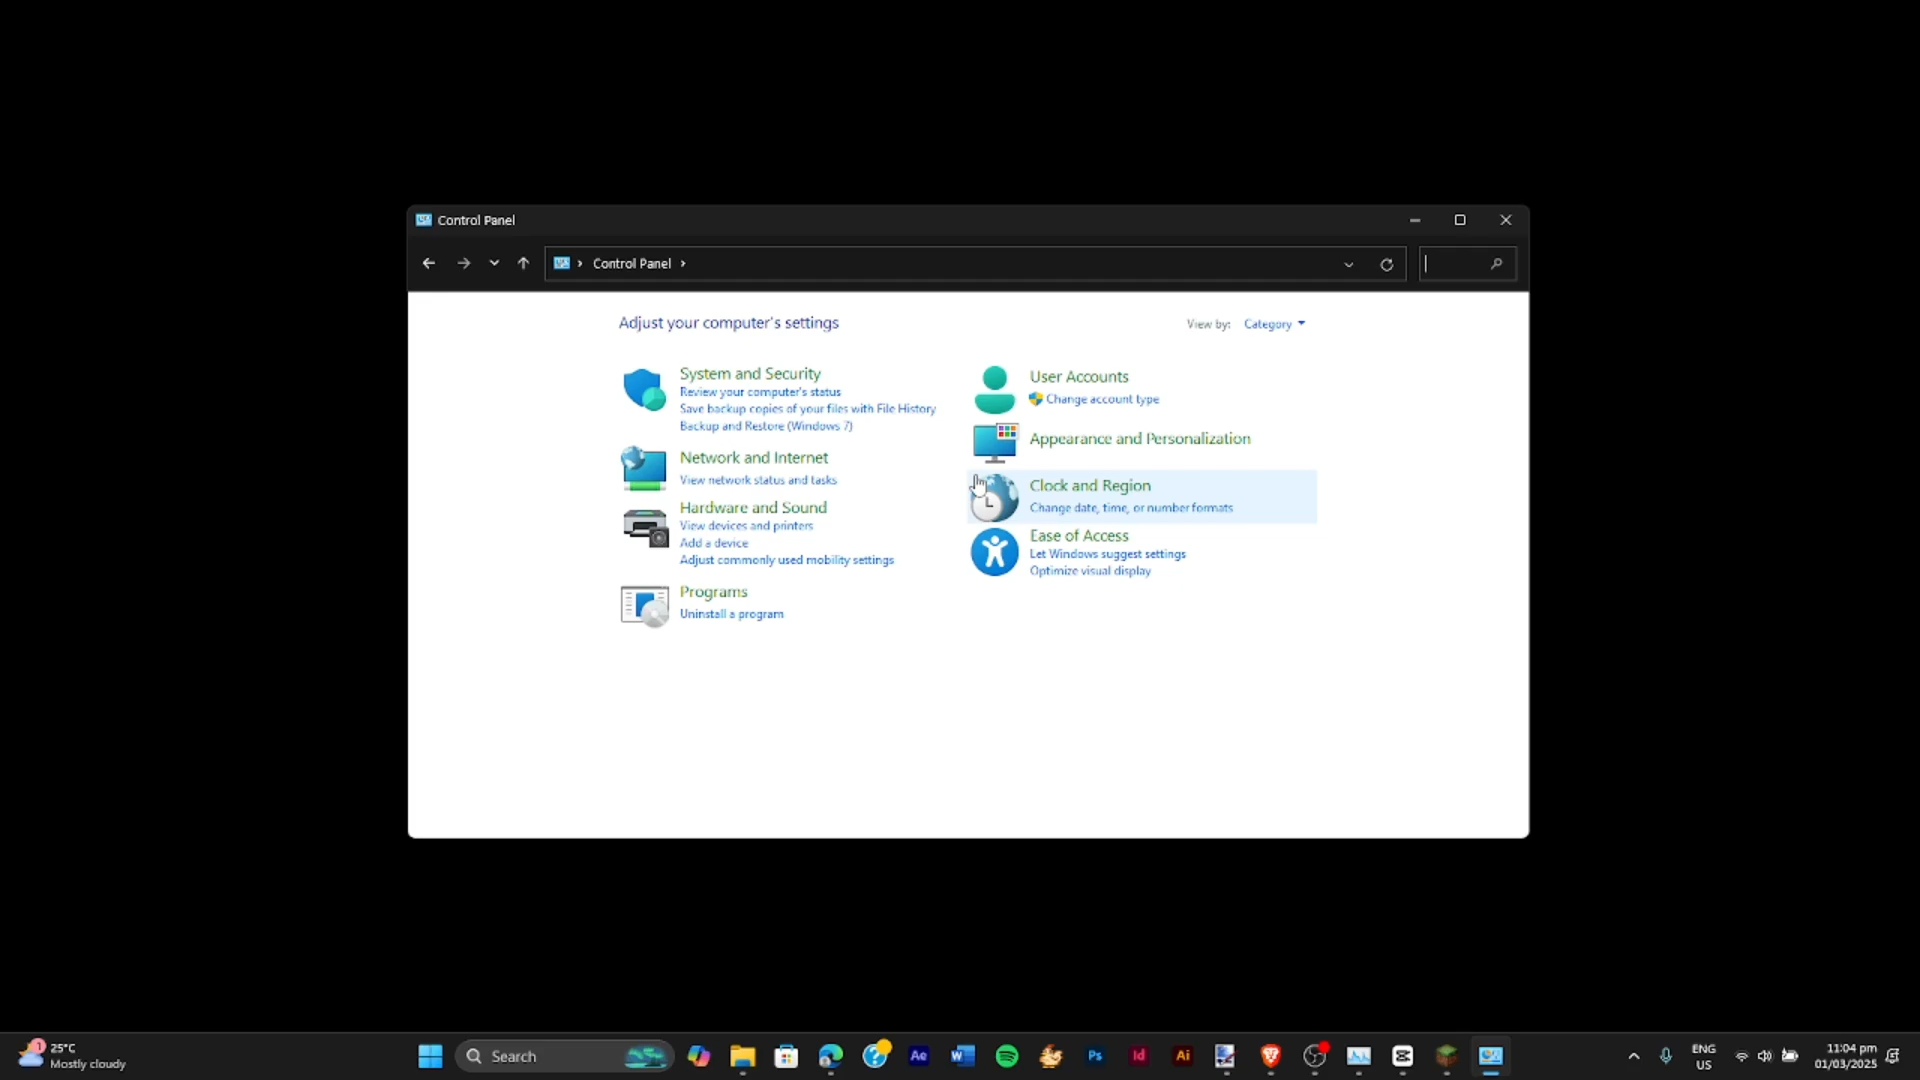 Control Panel
Control Panel
Adjust your computer's settings
View by: Category
System and Security
Review your computer's status
Save backup copies of your files with File History
Backup and Restore (Windows 7)
Network and Internet
View network status and tasks
Hardware and Sound
View devices and printers
Add a device
Adjust commonly used mobility settings
Programs
Uninstall a program
User Accounts
Change account type
Appearance and Personalization
Clock and Region
Change date, time, or number formats
Ease of Access
Let Windows suggest settings
Optimize visual display
1
25°C
Mostly cloudy
Search
Ae
W
Ps
Id
Ai
ENG
US
11:04 pm
01/03/2025